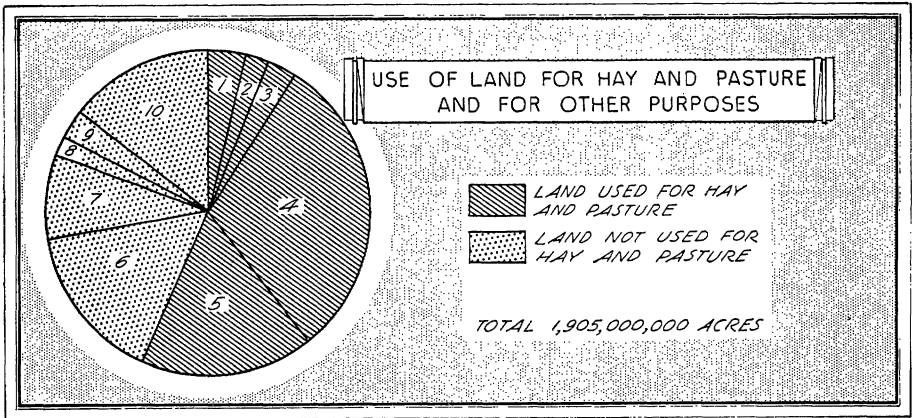 USE OF LAND FOR HAY AND PASTURE
AND FOR OTHER PURPOSES
1
2
3
4
5
6
7
8
9
10
LAND USED FOR HAY
AND PASTURE
LAND NOT USED FOR
HAY AND PASTURE
TOTAL 1,905,000,000 ACRES